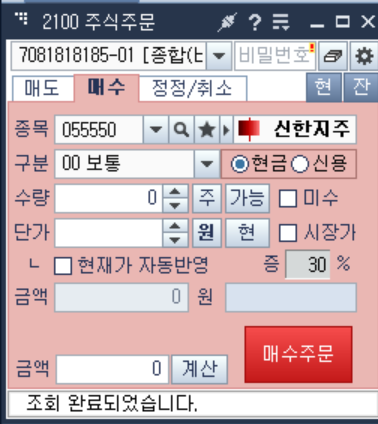 2100 주식주문 ?
7081818185-01 [종합(ㅂ 비밀번호!
매도 매수 정정/취소 현 잔
종목 055550 신한지주
구분 00 보통 현금 신용
수량 0 주 가능 미수
단가 원 현 시장가
ㄴ 현재가 자동반영 증 30 %
금액 0 원
매수주문
금액 0 계산
조회 완료되었습니다.